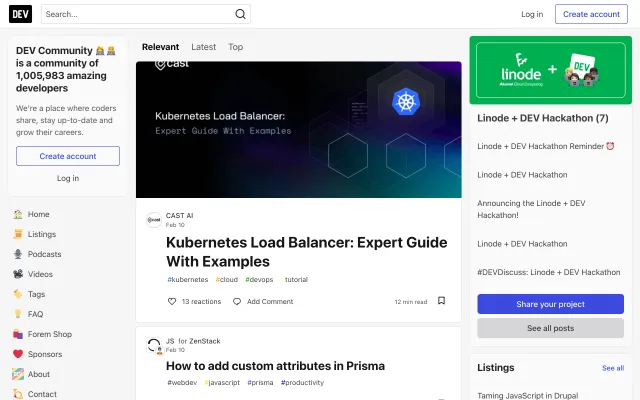 DEV
Search...
Log in
Create account
DEV Community
is a community of
1,005,983 amazing
developers
We're a place where coders
share, stay up-to-date and
grow their careers.
Create account
Log in
Home
Listings
Podcasts
Videos
Tags
FAQ
Forem Shop
Sponsors
About
Contact
Relevant
Latest
Top
cast
Kubernetes Load Balancer:
Expert Guide With Examples
CAST AI
Feb 10
Kubernetes Load Balancer: Expert Guide
With Examples
#kubernetes #cloud #devops tutorial
13 reactions
Add Comment
12 min read
JS for ZenStack
Feb 10
How to add custom attributes in Prisma
#webdev #javascript #prisma #productivity
linode
Akamai Cloud Computing
+
DEV
Linode + DEV Hackathon (7)
Linode + DEV Hackathon Reminder
Linode + DEV Hackathon
Announcing the Linode + DEV
Hackathon!
Linode + DEV Hackathon
#DEVDiscuss: Linode + DEV Hackathon
Share your project
See all posts
Listings
See all
Taming JavaScript in Drupal